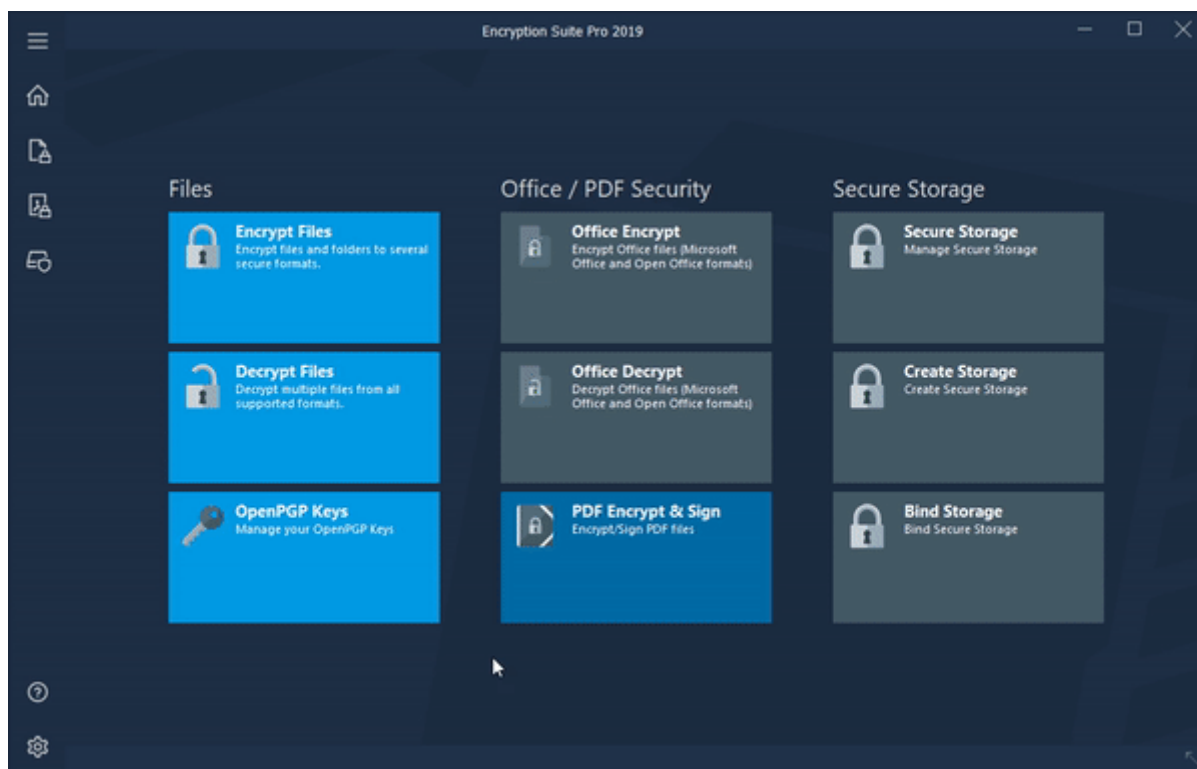 Encryption Suite Pro 2019
Files
Encrypt Files
Encrypt files and folders to several
secure formats.
Decrypt Files
Decrypt multiple files from all
supported formats.
OpenPGP Keys
Manage your OpenPGP Keys
Office / PDF Security
Office Encrypt
Encrypt Office files (Microsoft
Office and Open Office formats)
Office Decrypt
Decrypt Office files (Microsoft
Office and Open Office formats)
PDF Encrypt & Sign
Encrypt/Sign PDF files
Secure Storage
Secure Storage
Manage Secure Storage
Create Storage
Create Secure Storage
Bind Storage
Bind Secure Storage